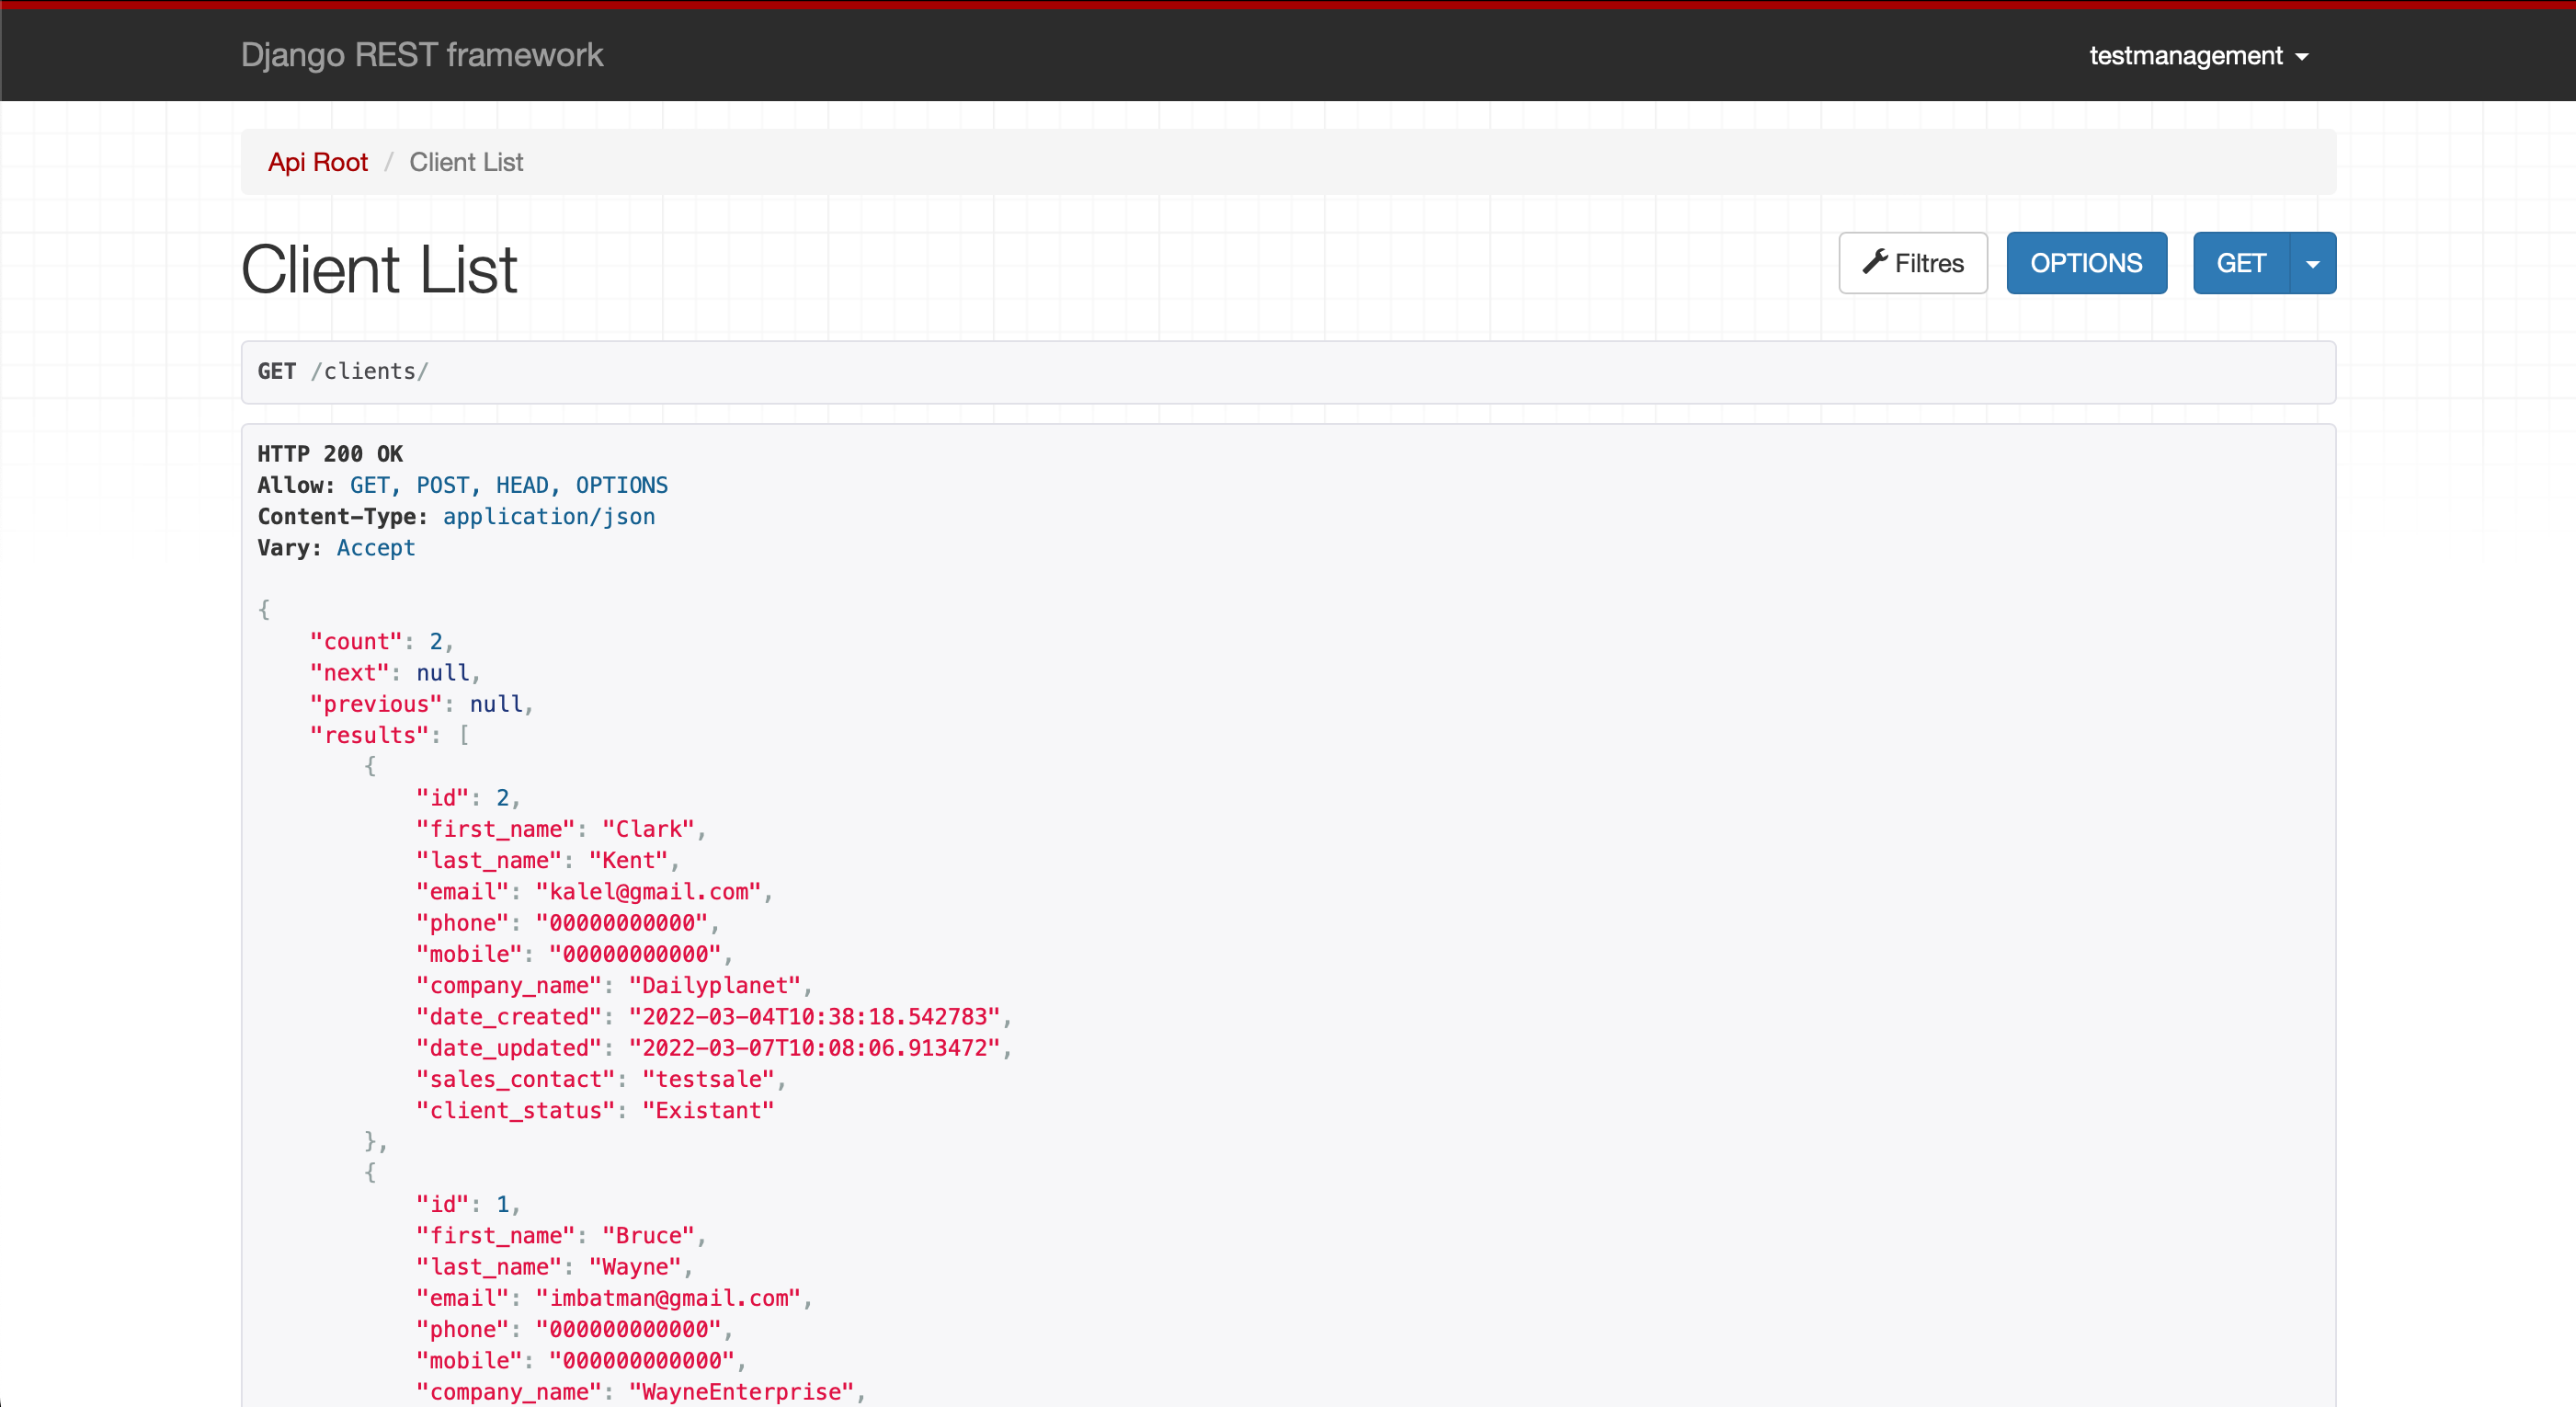 Django REST framework
testmanagement
Api Root / Client List
Client List
Filtres
OPTIONS
GET
GET /clients/
HTTP 200 OK
Allow: GET, POST, HEAD, OPTIONS
Content-Type: application/json
Vary: Accept
{
    "count": 2,
    "next": null,
    "previous": null,
    "results": [
        {
            "id": 2,
            "first_name": "Clark",
            "last_name": "Kent",
            "email": "kalel@gmail.com",
            "phone": "00000000000",
            "mobile": "00000000000",
            "company_name": "Dailyplanet",
            "date_created": "2022-03-04T10:38:18.542783",
            "date_updated": "2022-03-07T10:08:06.913472",
            "sales_contact": "testsale",
            "client_status": "Existant"
        },
        {
            "id": 1,
            "first_name": "Bruce",
            "last_name": "Wayne",
            "email": "imbatman@gmail.com",
            "phone": "000000000000",
            "mobile": "000000000000",
            "company_name": "WayneEnterprise",